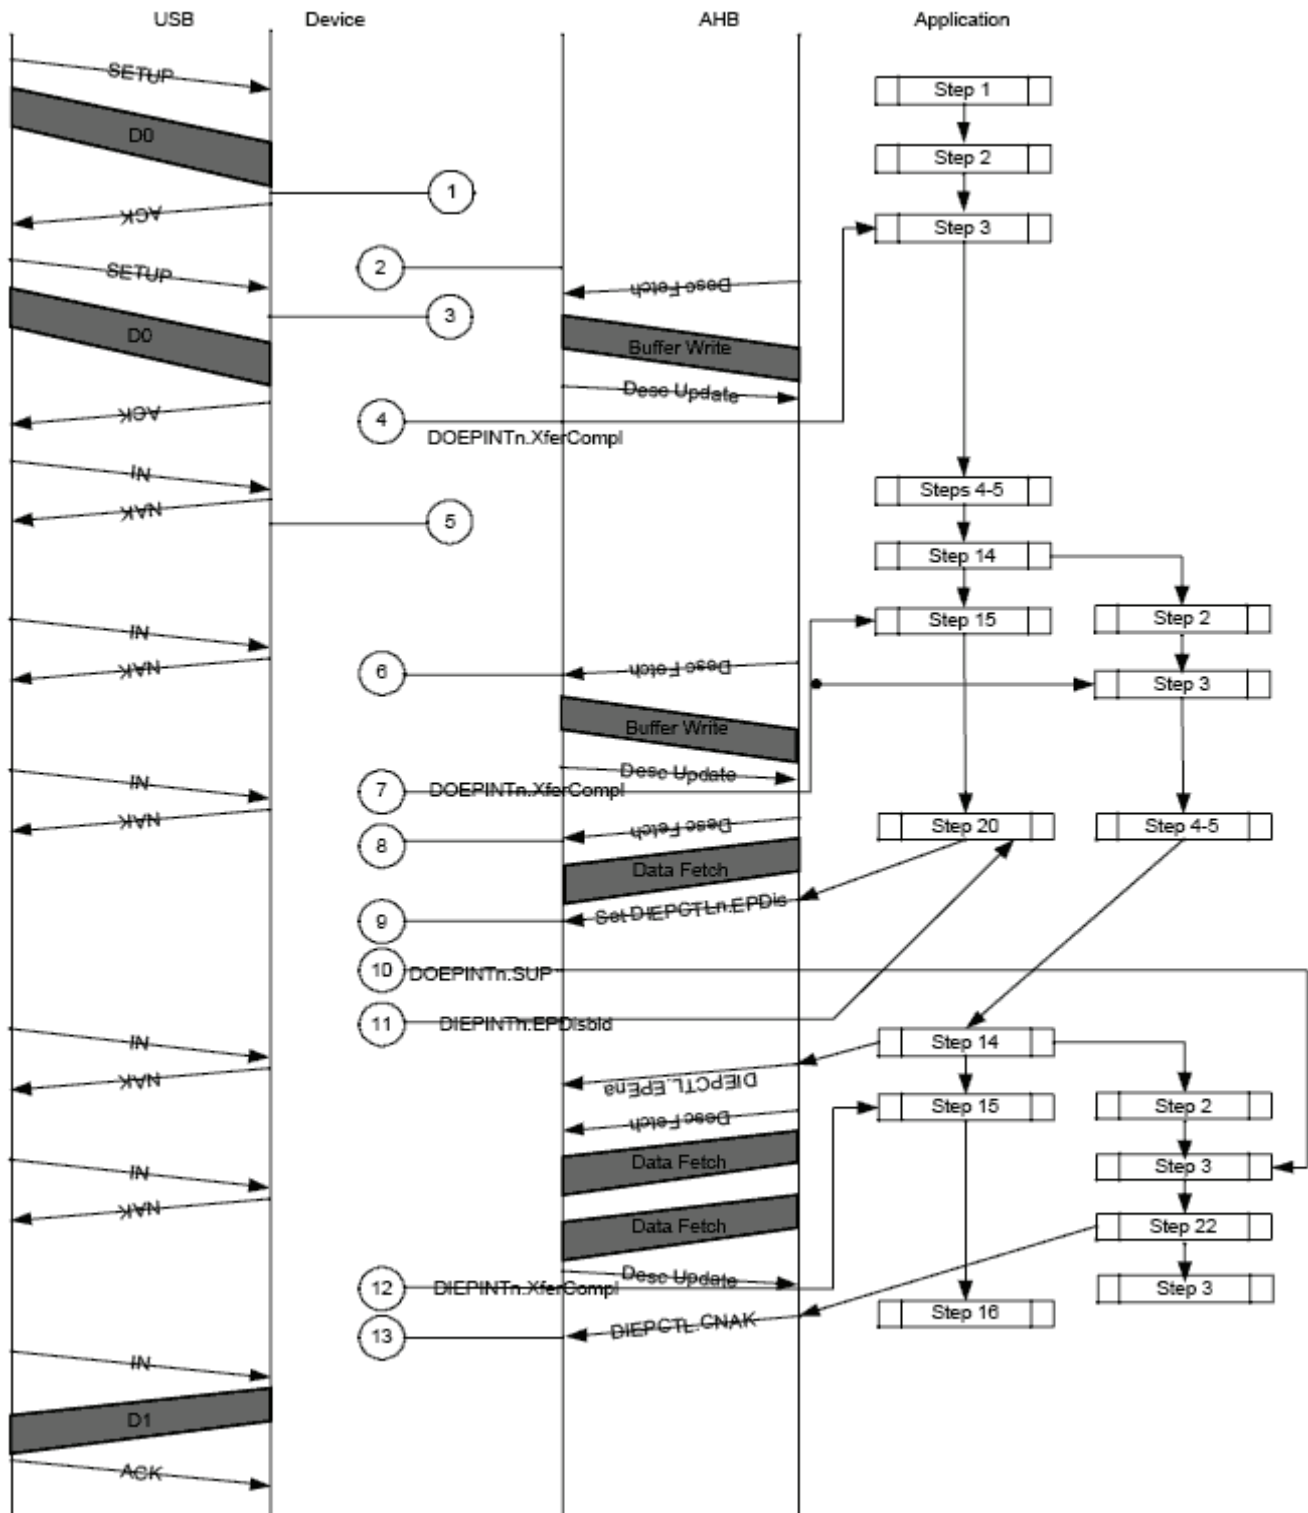 USB Device AHB Application
SETUP
Step 1
D0
Step 2
1
ACK
Step 3
SETUP
2
Desc Fetch
3
D0
Buffer Write
Desc Update
ACK
4
DOEPINTn.XferCompl
IN
Steps 4-5
NAK
5
Step 14
IN
Step 15
Step 2
NAK
6
Desc Fetch
Step 3
Buffer Write
IN
Desc Update
7
DOEPINTn.XferCompl
NAK
8
Desc Fetch
Step 20
Step 4-5
Data Fetch
9
Set DIEPCTLn.EPDis
10
DOEPINTn.SUP
11
DIEPINTn.EPDisbld
IN
Step 14
NAK
DIEPCTL.EPEna
Desc Fetch
Step 15
Step 2
IN
Data Fetch
Step 3
NAK
Data Fetch
Step 22
Desc Update
12
DIEPINTn.XferCompl
Step 3
Step 16
13
DIEPCTL.CNAK
IN
D1
ACK